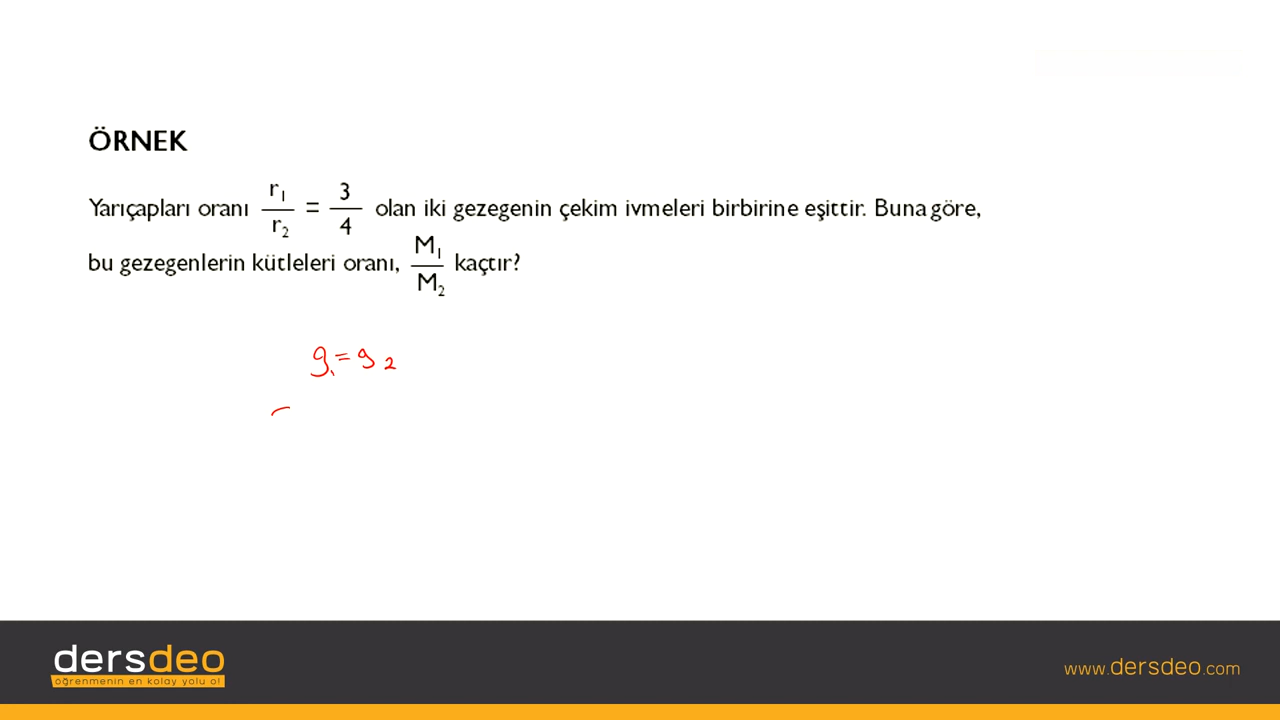 ÖRNEK
Yarıçapları oranı r1/r2 = 3/4 olan iki gezegenin çekim ivmeleri birbirine eşittir. Buna göre,
bu gezegenlerin kütleleri oranı, M1/M2 kaçtır?
g1 = g2
dersdeo
öğrenmenin en kolay yolu o!
www.dersdeo.com